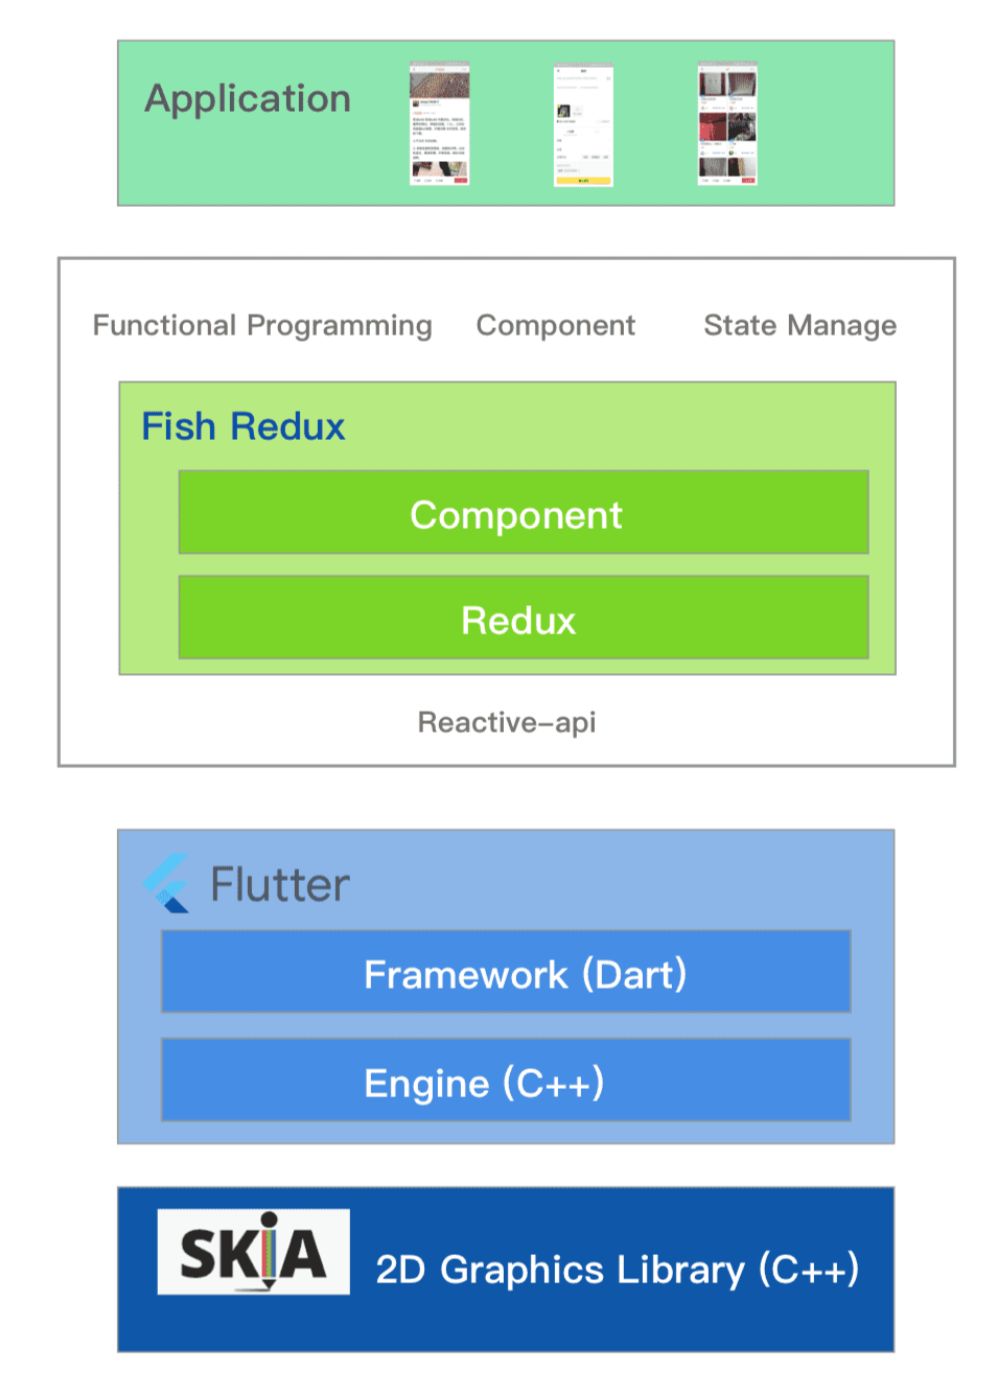 Application
Functional Programming Component State Manage
Fish Redux
Component
Redux
Reactive-api
Flutter
Framework (Dart)
Engine (C++)
SKiA 2D Graphics Library (C++)